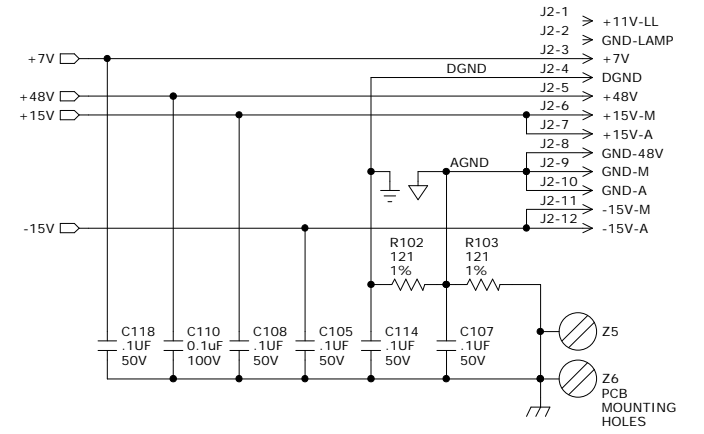 J2-1
+11V-LL
J2-2
GND-LAMP
J2-3
+7V
+7V
DGND
J2-4
DGND
J2-5
+48V
+48V
J2-6
+15V
+15V-M
J2-7
+15V-A
J2-8
GND-48V
AGND
J2-9
GND-M
J2-10
GND-A
J2-11
-15V-M
J2-12
-15V
-15V-A
R102
121
1%
R103
121
1%
C118
.1UF
50V
C110
0.1uF
100V
C108
.1UF
50V
C105
.1UF
50V
C114
.1UF
50V
C107
.1UF
50V
Z5
Z6
PCB
MOUNTING
HOLES